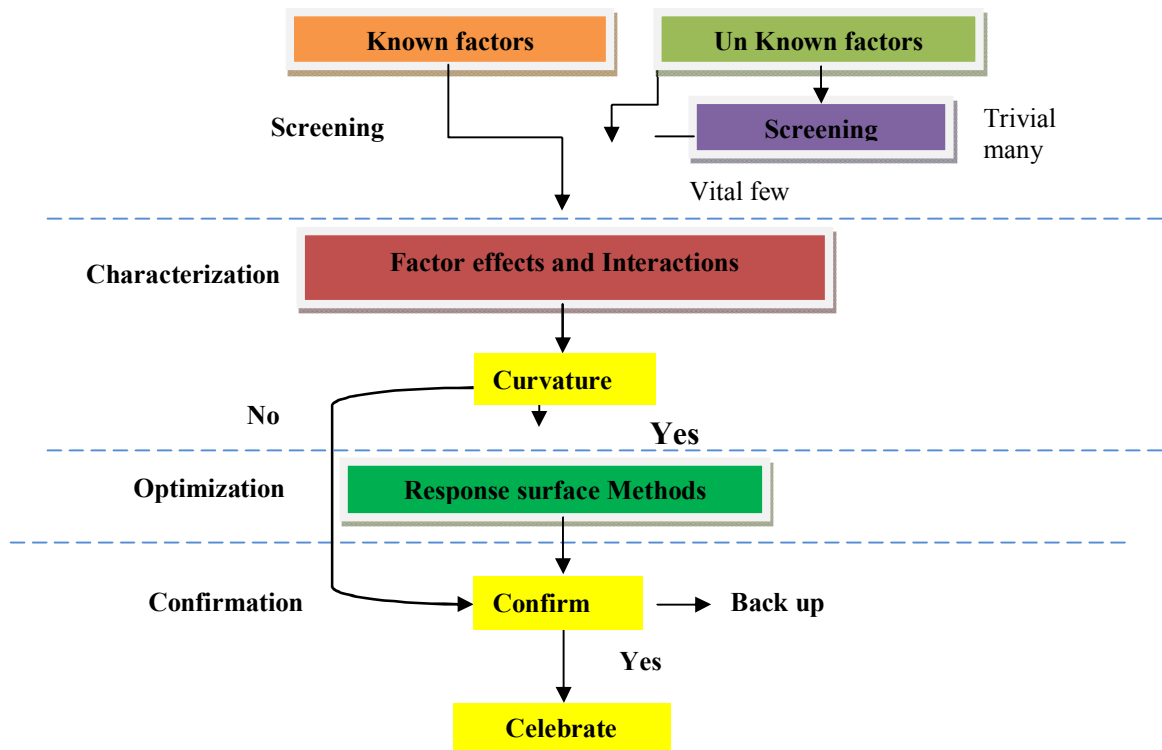 Known factors
Un Known factors
Screening
Screening
Trivial
many
Vital few
Characterization
Factor effects and Interactions
Curvature
No
Yes
Optimization
Response surface Methods
Confirmation
Confirm
Back up
Yes
Celebrate